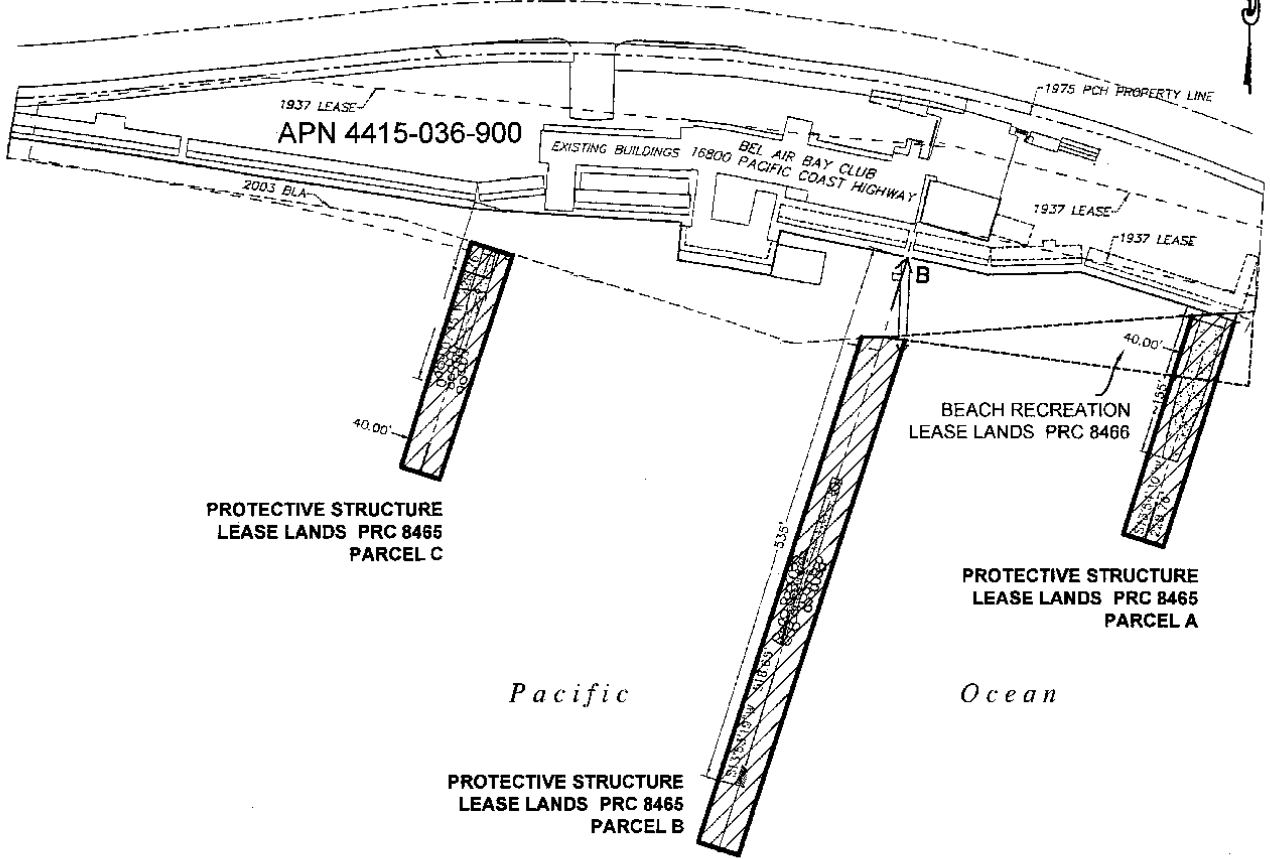 1975 PCH PROPERTY LINE
1937 LEASE
APN 4415-036-900
EXISTING BUILDINGS
BEL AIR BAY CLUB
16800 PACIFIC COAST HIGHWAY
2003 BLA
1937 LEASE
1937 LEASE
B
40.00'
BEACH RECREATION
LEASE LANDS PRC 8466
~155'
40.00'
535'
PROTECTIVE STRUCTURE
LEASE LANDS PRC 8465
PARCEL C
PROTECTIVE STRUCTURE
LEASE LANDS PRC 8465
PARCEL A
Pacific Ocean
PROTECTIVE STRUCTURE
LEASE LANDS PRC 8465
PARCEL B